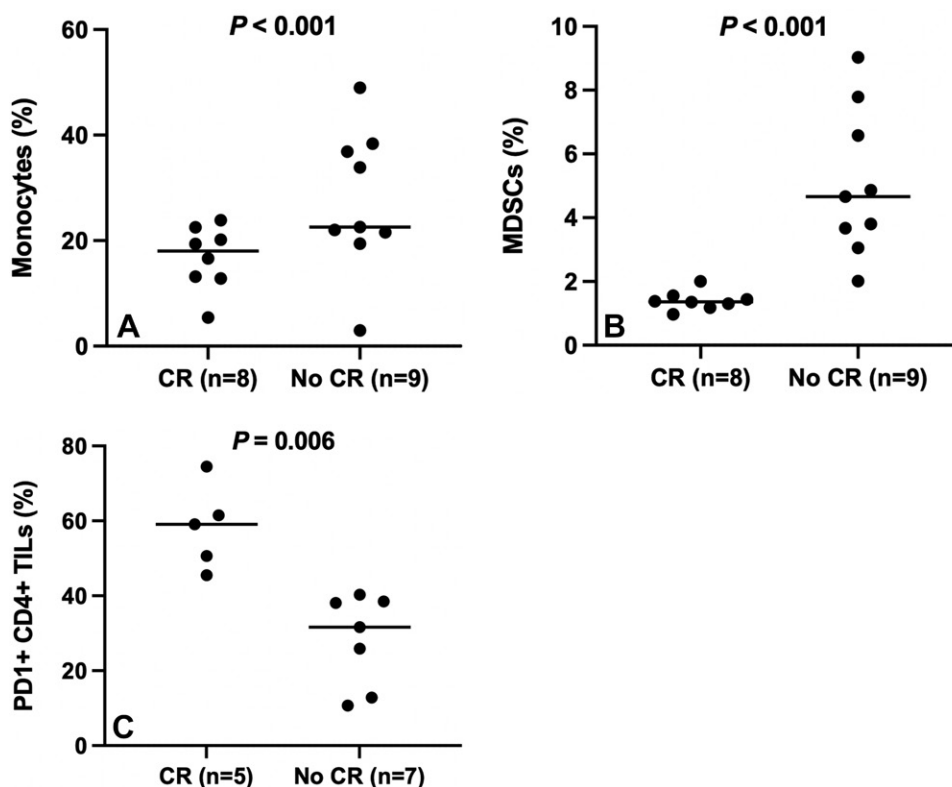 P < 0.001
Monocytes (%)
60
40
20
0
A
CR (n=8) No CR (n=9)
P < 0.001
MDSCs (%)
10
8
6
4
2
0
B
CR (n=8) No CR (n=9)
P = 0.006
PD1+ CD4+ TILs (%)
80
60
40
20
0
C
CR (n=5) No CR (n=7)